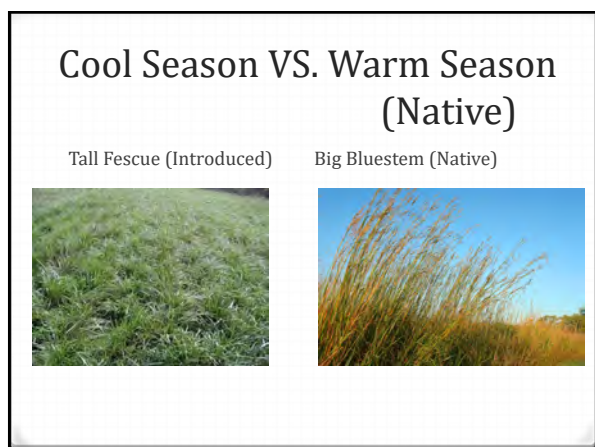 Cool Season VS. Warm Season
(Native)
Tall Fescue (Introduced)
Big Bluestem (Native)